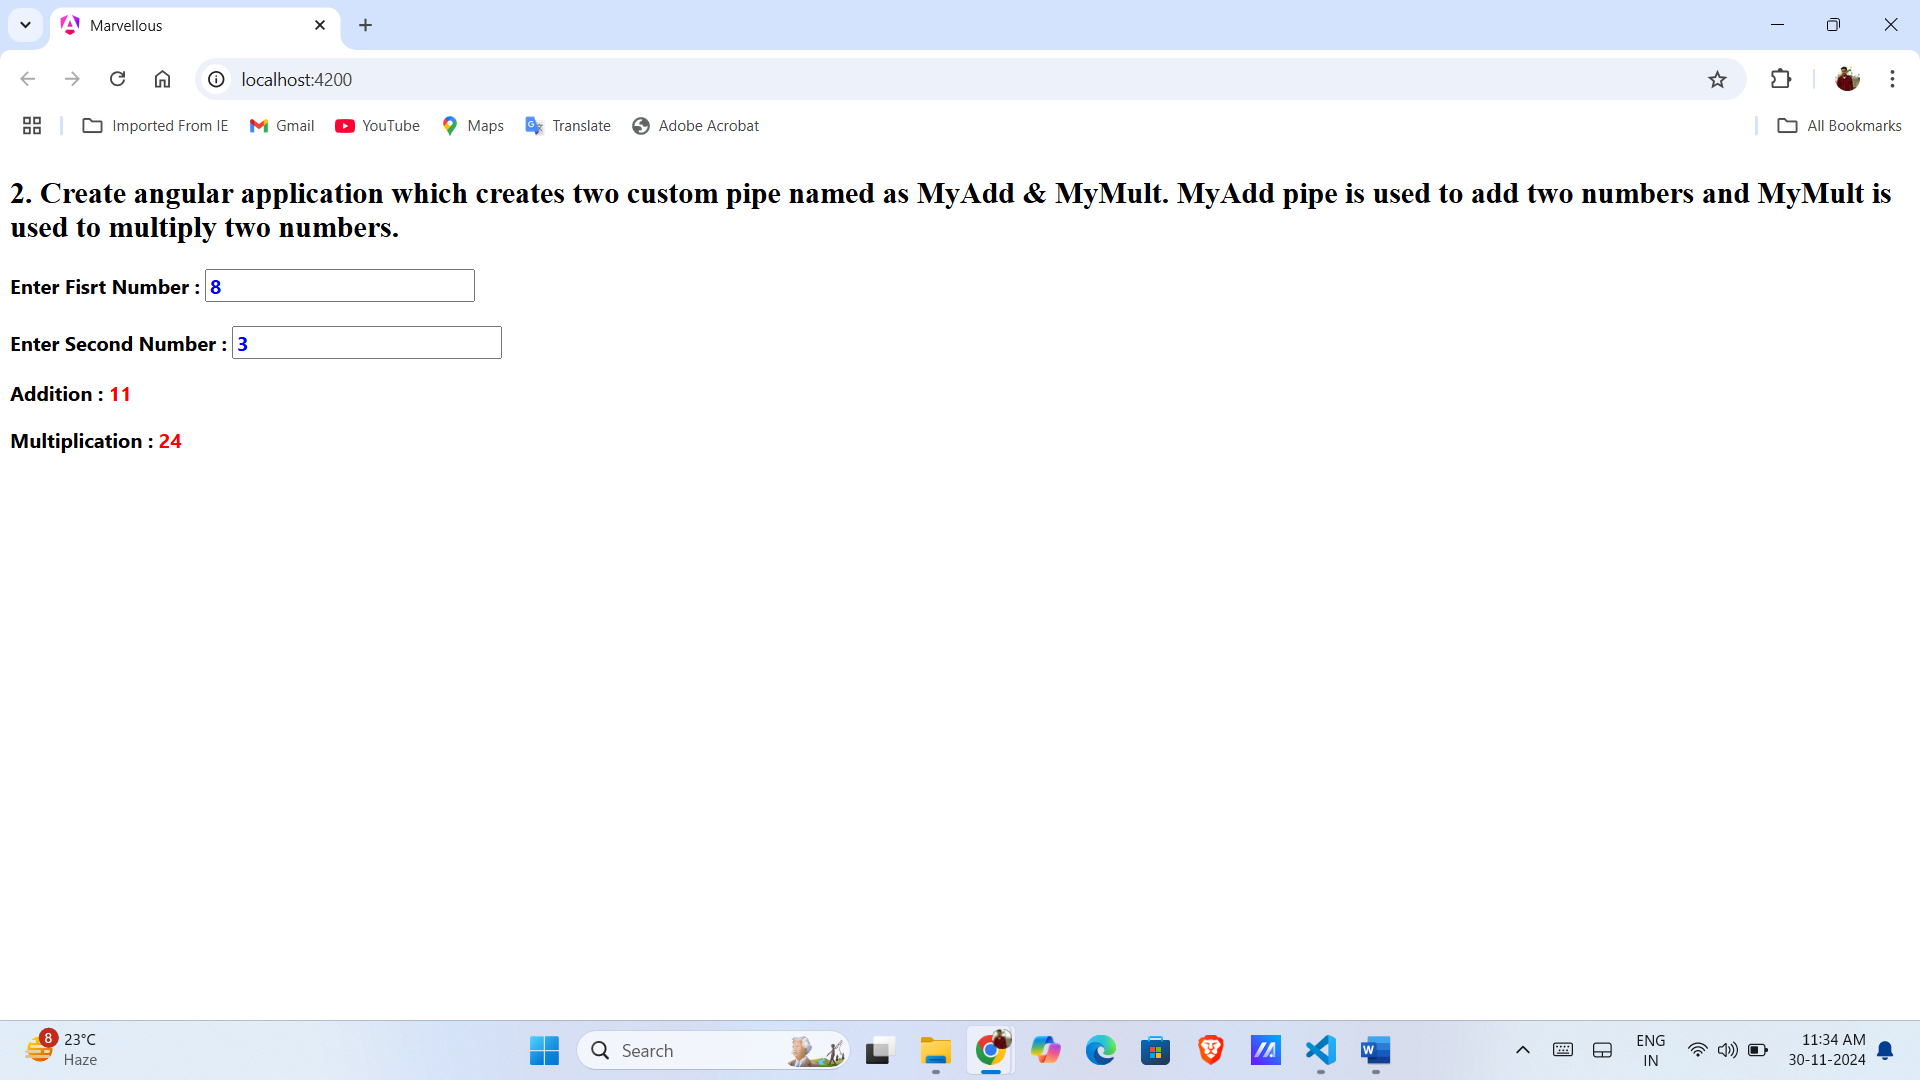 Marvellous
localhost:4200
Imported From IE
Gmail
YouTube
Maps
Translate
Adobe Acrobat
All Bookmarks
2. Create angular application which creates two custom pipe named as MyAdd & MyMult. MyAdd pipe is used to add two numbers and MyMult is
used to multiply two numbers.
Enter Fisrt Number : 8
Enter Second Number : 3
Addition : 11
Multiplication : 24
8
23°C
Haze
Search
ENG
IN
11:34 AM
30-11-2024